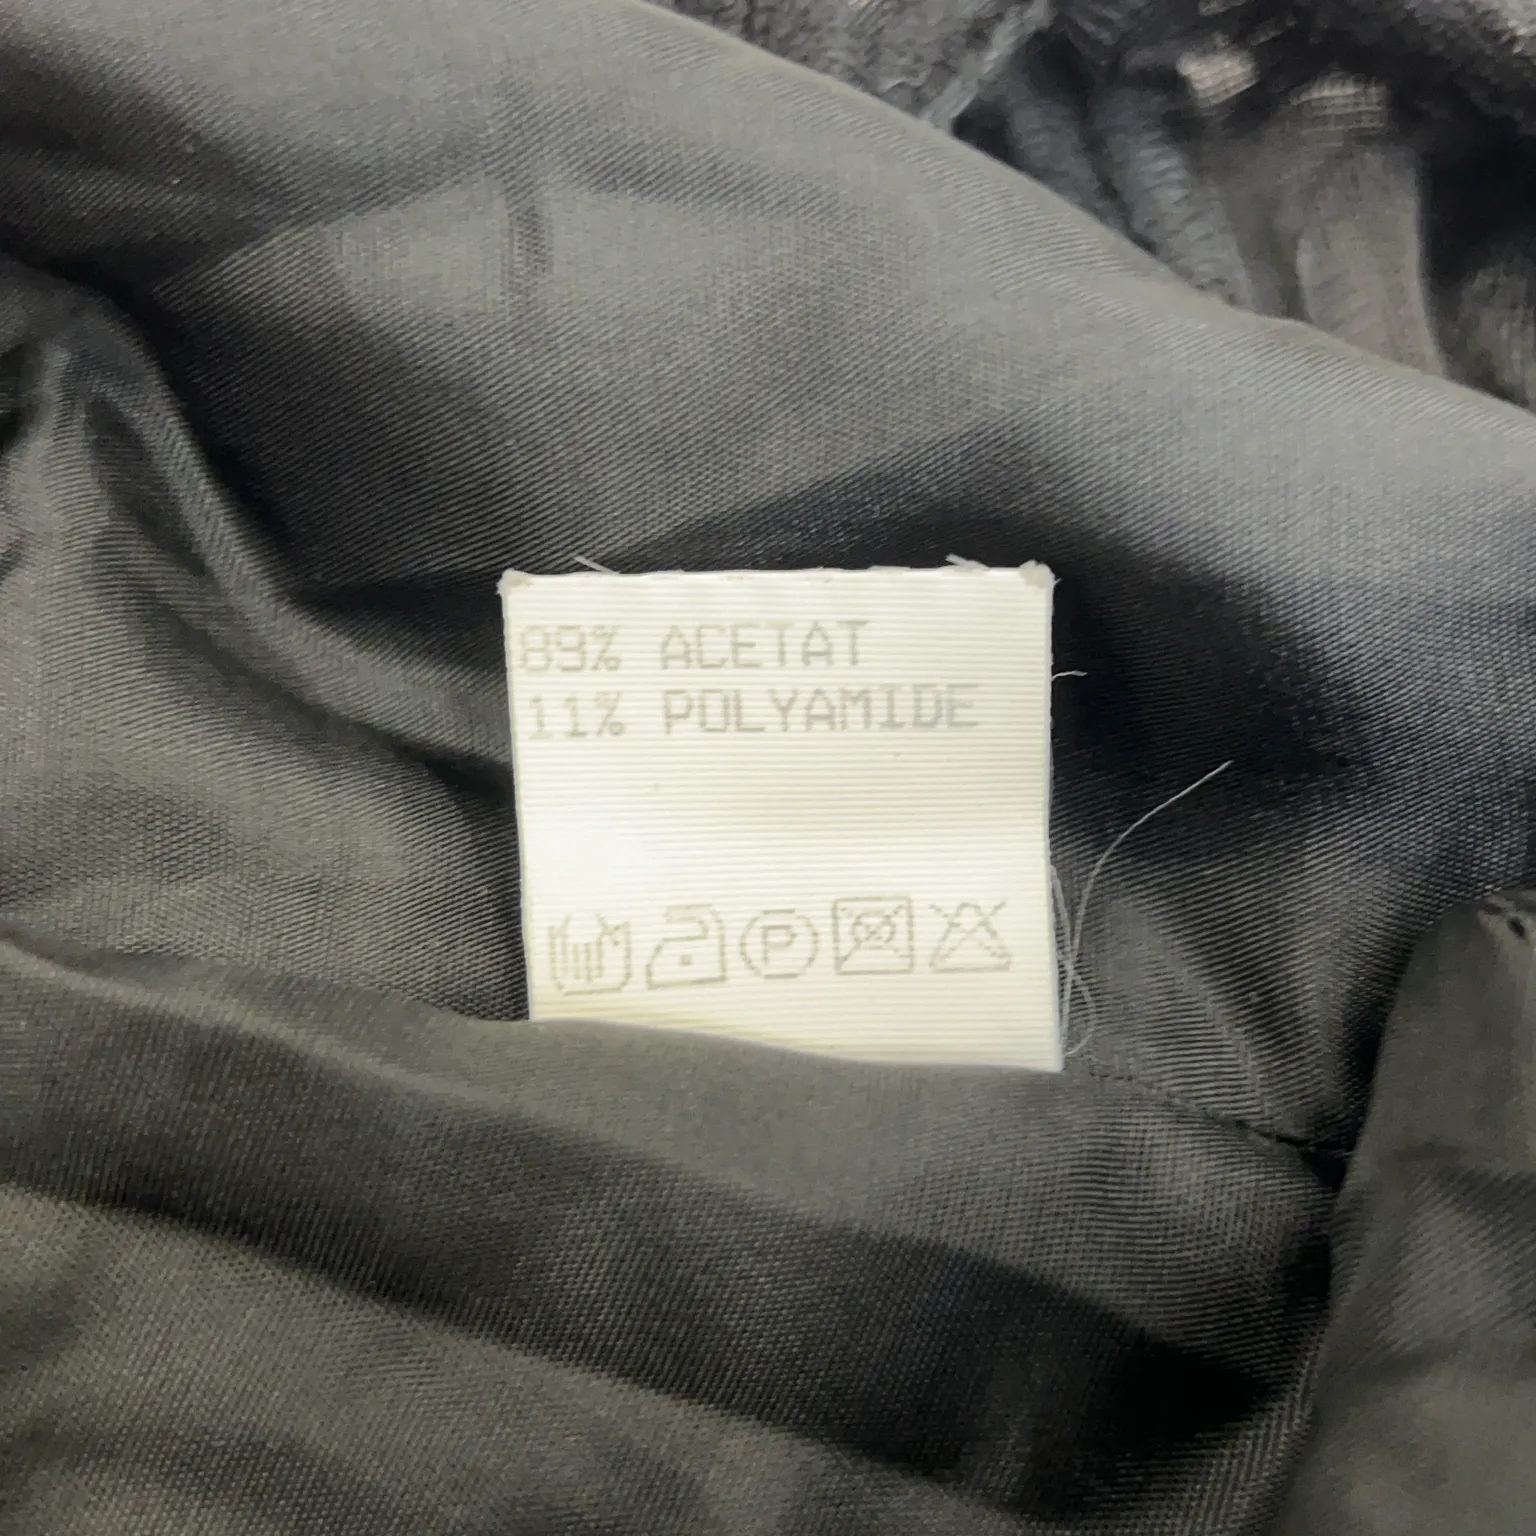 89% ACETAT
11% POLYAMIDE
P